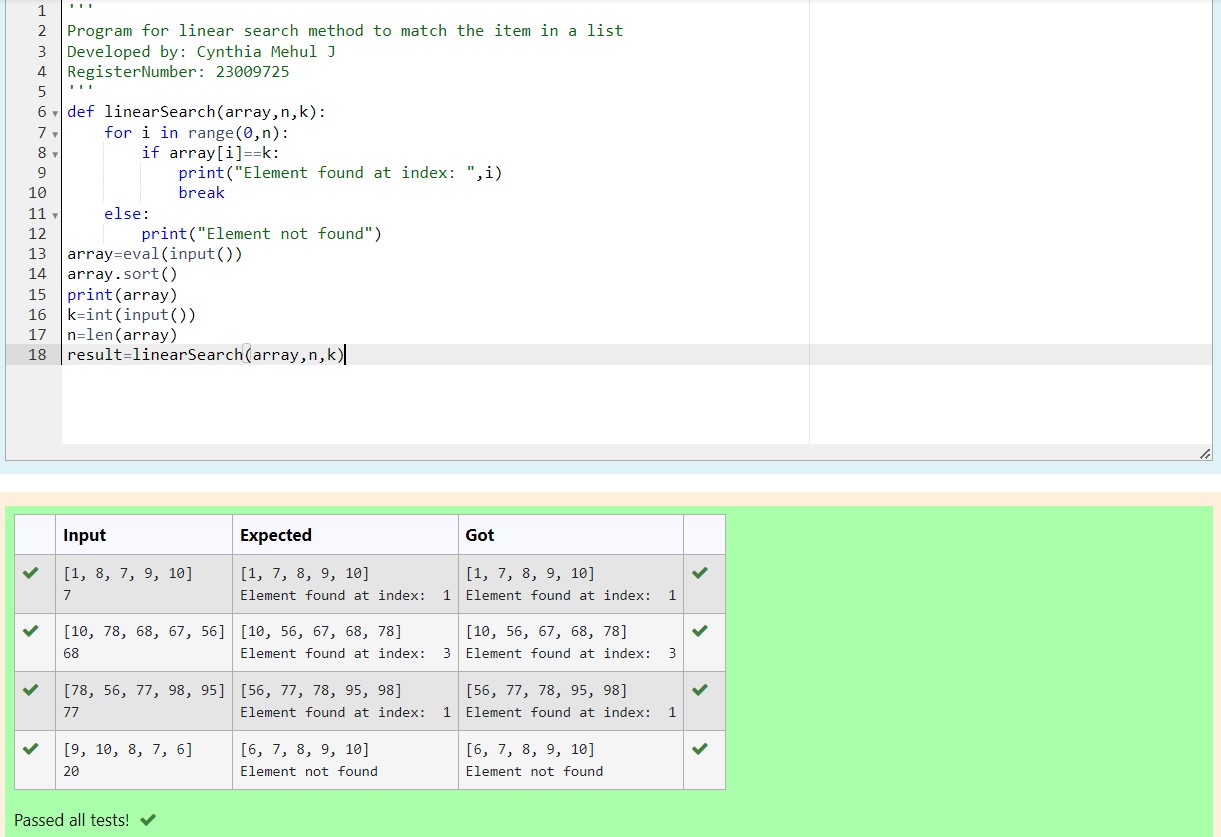 1 '''
2 Program for linear search method to match the item in a list
3 Developed by: Cynthia Mehul J
4 RegisterNumber: 23009725
5 '''
6 def linearSearch(array,n,k):
7     for i in range(0,n):
8         if array[i]==k:
9             print("Element found at index: ",i)
10             break
11     else:
12         print("Element not found")
13 array=eval(input())
14 array.sort()
15 print(array)
16 k=int(input())
17 n=len(array)
18 result=linearSearch(array,n,k)
Input Expected Got
[1, 8, 7, 9, 10] [1, 7, 8, 9, 10] [1, 7, 8, 9, 10]
7 Element found at index:  1 Element found at index:  1
[10, 78, 68, 67, 56] [10, 56, 67, 68, 78] [10, 56, 67, 68, 78]
68 Element found at index:  3 Element found at index:  3
[78, 56, 77, 98, 95] [56, 77, 78, 95, 98] [56, 77, 78, 95, 98]
77 Element found at index:  1 Element found at index:  1
[9, 10, 8, 7, 6] [6, 7, 8, 9, 10] [6, 7, 8, 9, 10]
20 Element not found Element not found
Passed all tests!